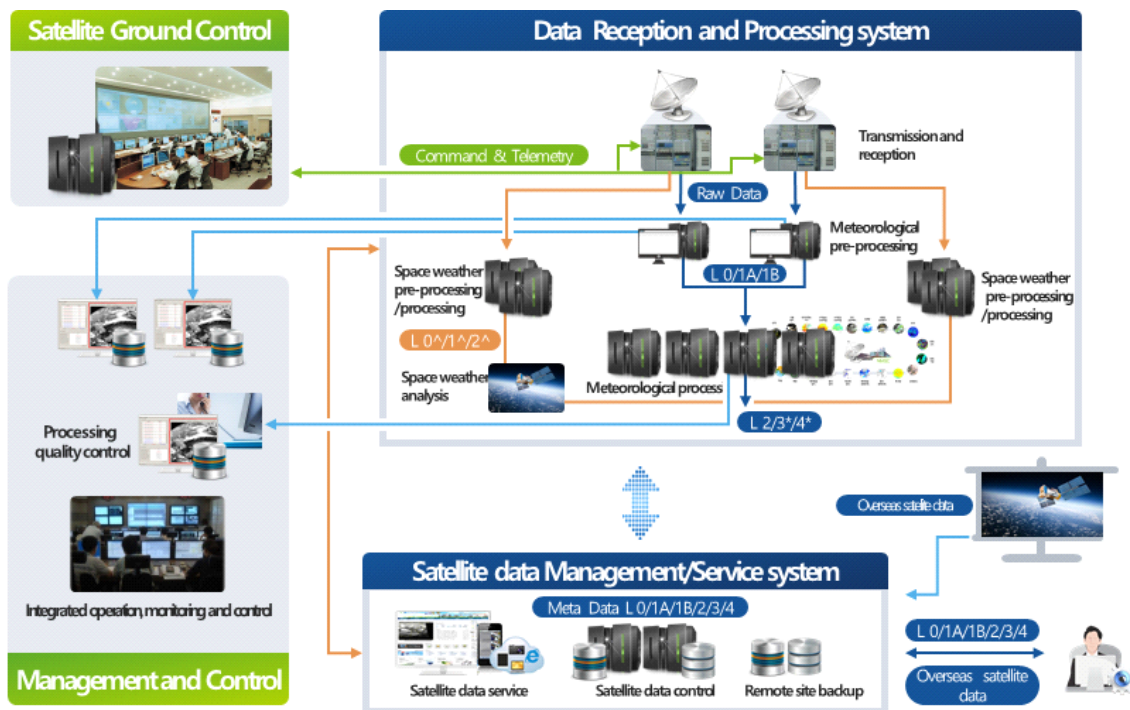 Satellite Ground Control
Data Reception and Processing system
Command & Telemetry
Transmission and
reception
Raw Data
Meteorological
pre-processing
L 0/1A/1B
Space weather
pre-processing
/processing
Space weather
pre-processing
/processing
L 0^/1^/2^
Space weather
analysis
Meteorological process
L 2/3*/4*
Processing
quality control
Integrated operation, monitoring and control
Management and Control
Overseas satelite data
Satellite data Management/Service system
Meta Data L 0/1A/1B/2/3/4
Satellite data service
Satellite data control
Remote site backup
L 0/1A/1B/2/3/4
Overseas satellite
data